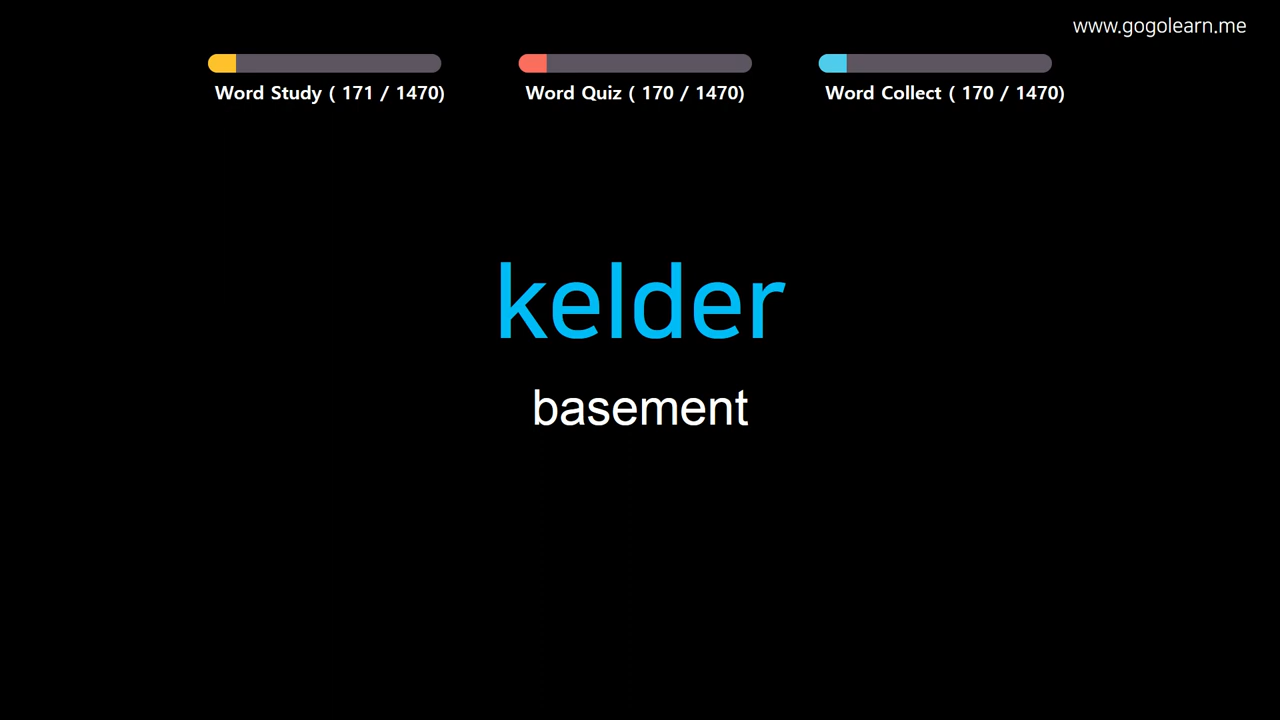 www.gogolearn.me
Word Study ( 171 / 1470)
Word Quiz ( 170 / 1470)
Word Collect ( 170 / 1470)
kelder
basement